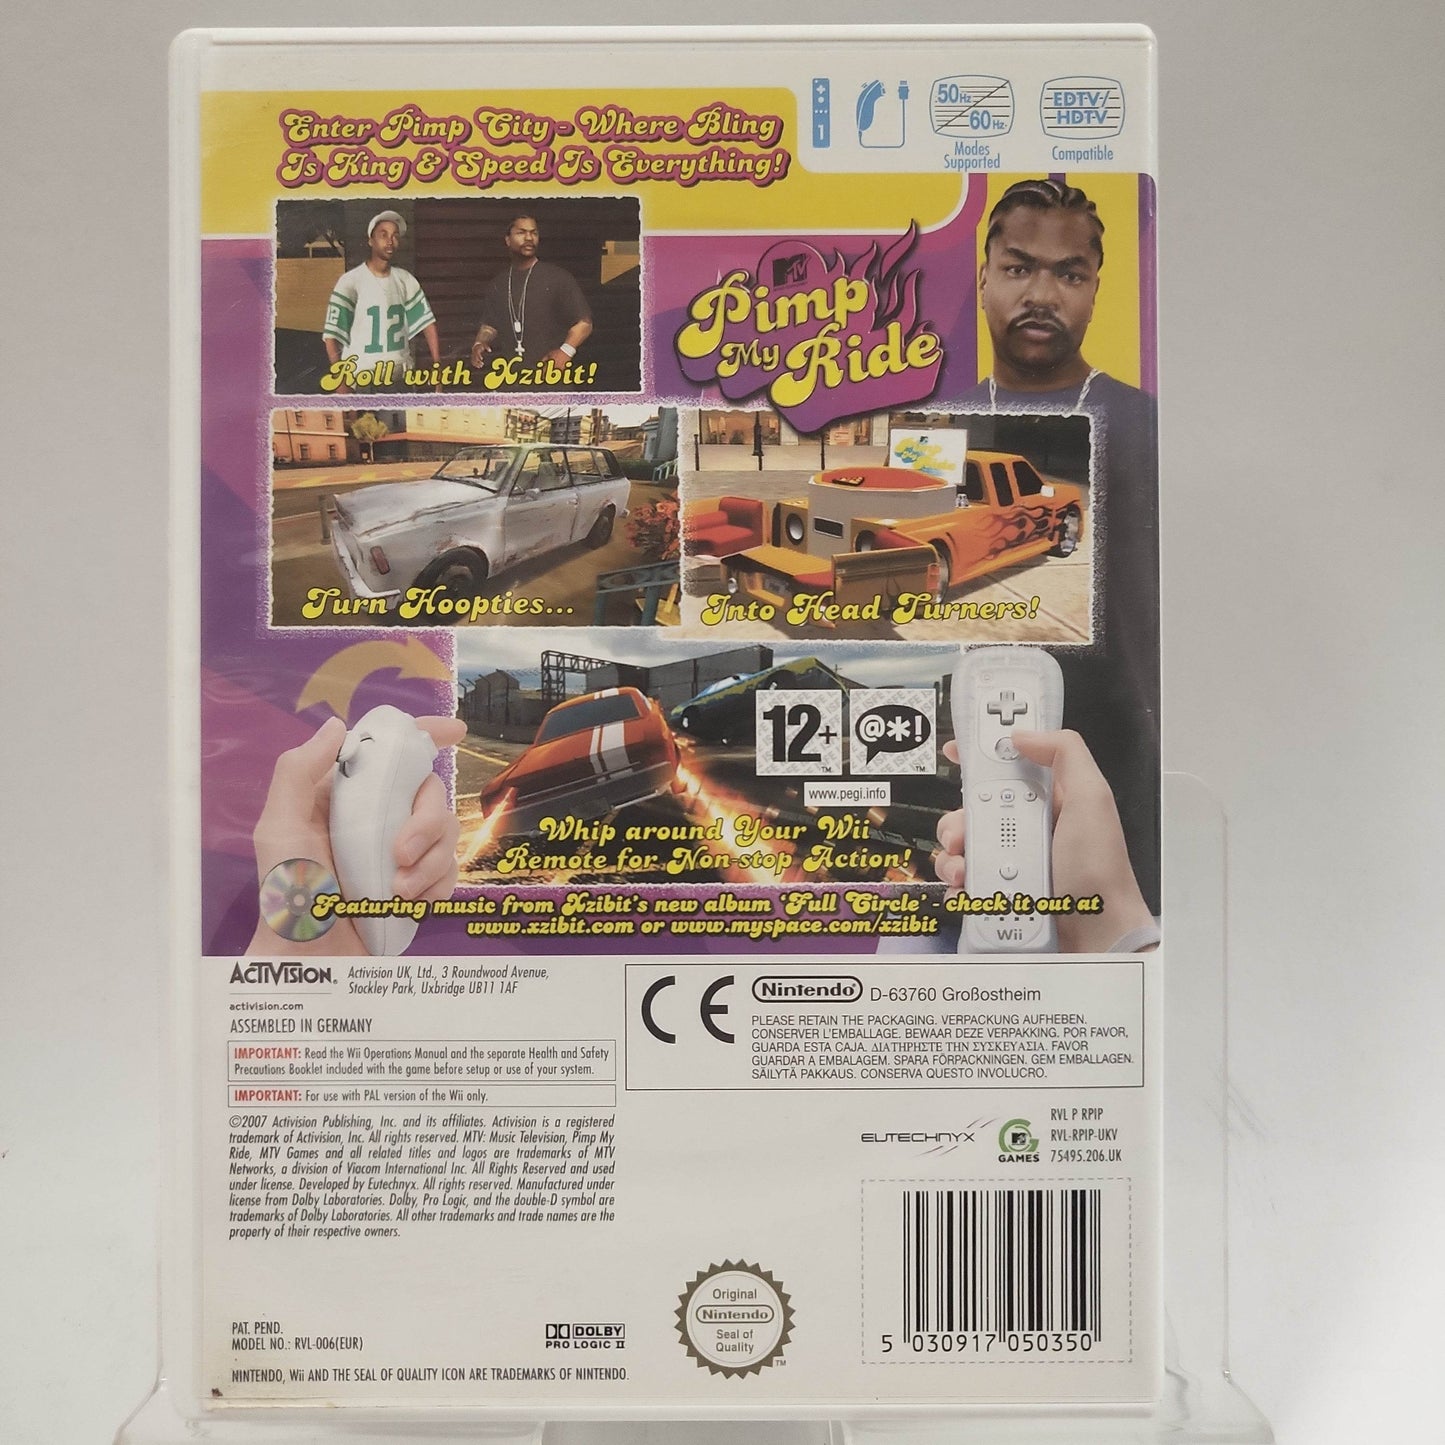 Enter Pimp City - Where Bling
Is King & Speed Is Everything!
1
50Hz
60Hz
Modes
Supported
EDTV/
HDTV
Compatible
12
Roll with Xzibit!
MTV
Pimp
My Ride
Pimp
My Ride
Turn Hoopties...
Into Head Turners!
12+
TM
@*!
TM
www.pegi.info
Whip around Your Wii
Remote for Non-stop Action!
A
HOME
Wii
Featuring music from Xzibit's new album 'Full Circle' - check it out at
www.xzibit.com or www.myspace.com/xzibit
ACTIVISION®
activision.com
Activision UK, Ltd., 3 Roundwood Avenue,
Stockley Park, Uxbridge UB11 1AF
ASSEMBLED IN GERMANY
IMPORTANT: Read the Wii Operations Manual and the separate Health and Safety
Precautions Booklet included with the game before setup or use of your system.
IMPORTANT: For use with PAL version of the Wii only.
©2007 Activision Publishing, Inc. and its affiliates. Activision is a registered
trademark of Activision, Inc. All rights reserved. MTV: Music Television, Pimp My
Ride, MTV Games and all related titles and logos are trademarks of MTV
Networks, a division of Viacom International Inc. All Rights Reserved and used
under license. Developed by Eutechnyx. All rights reserved. Manufactured under
license from Dolby Laboratories. Dolby, Pro Logic, and the double-D symbol are
trademarks of Dolby Laboratories. All other trademarks and trade names are the
property of their respective owners.
CE
Nintendo D-63760 Großostheim
PLEASE RETAIN THE PACKAGING. VERPACKUNG AUFHEBEN.
CONSERVER L'EMBALLAGE. BEWAAR DEZE VERPAKKING. POR FAVOR,
GUARDA ESTA CAJA. ΔΙΑΤΗΡΗΣΤΕ ΤΗΝ ΣΥΣΚΕΥΑΣΙΑ. FAVOR
GUARDAR A EMBALAGEM. SPARA FÖRPACKNINGEN. GEM EMBALLAGEN.
SÄILYTÄ PAKKAUS. CONSERVA QUESTO INVOLUCRO.
EUTECHNYX
MTV
GAMES
RVL P RPIP
RVL-RPIP-UKV
75495.206.UK
PAT. PEND.
MODEL NO.: RVL-006(EUR)
DOLBY
PRO LOGIC II
Original
Nintendo
Seal of
Quality
TM
5 030917 050350
NINTENDO, Wii AND THE SEAL OF QUALITY ICON ARE TRADEMARKS OF NINTENDO.